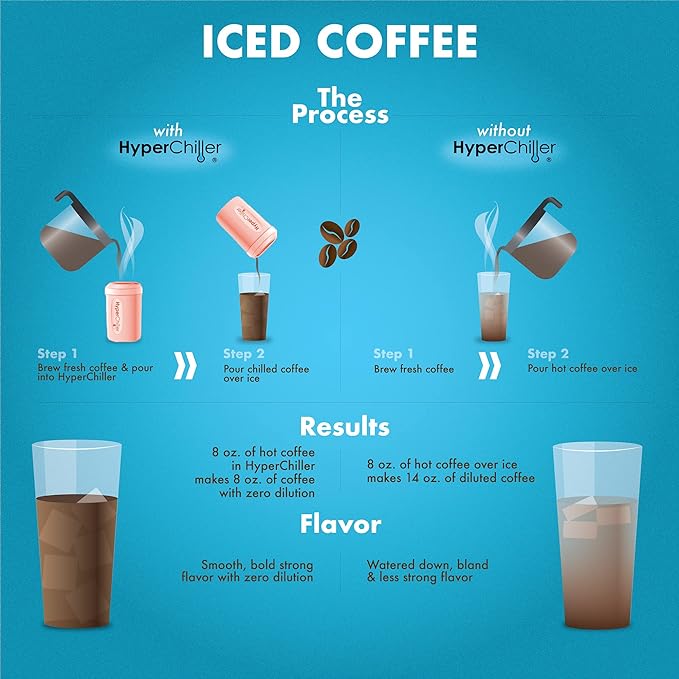 ICED COFFEE
The
Process
with
HyperChiller®
without
HyperChiller®
HyperChiller
HyperChiller
Step 1
Brew fresh coffee & pour
into HyperChiller
Step 2
Pour chilled coffee
over ice
Step 1
Brew fresh coffee
Step 2
Pour hot coffee over ice
Results
8 oz. of hot coffee
in HyperChiller
makes 8 oz. of coffee
with zero dilution
8 oz. of hot coffee over ice
makes 14 oz. of diluted coffee
Flavor
Smooth, bold strong
flavor with zero dilution
Watered down, bland
& less strong flavor